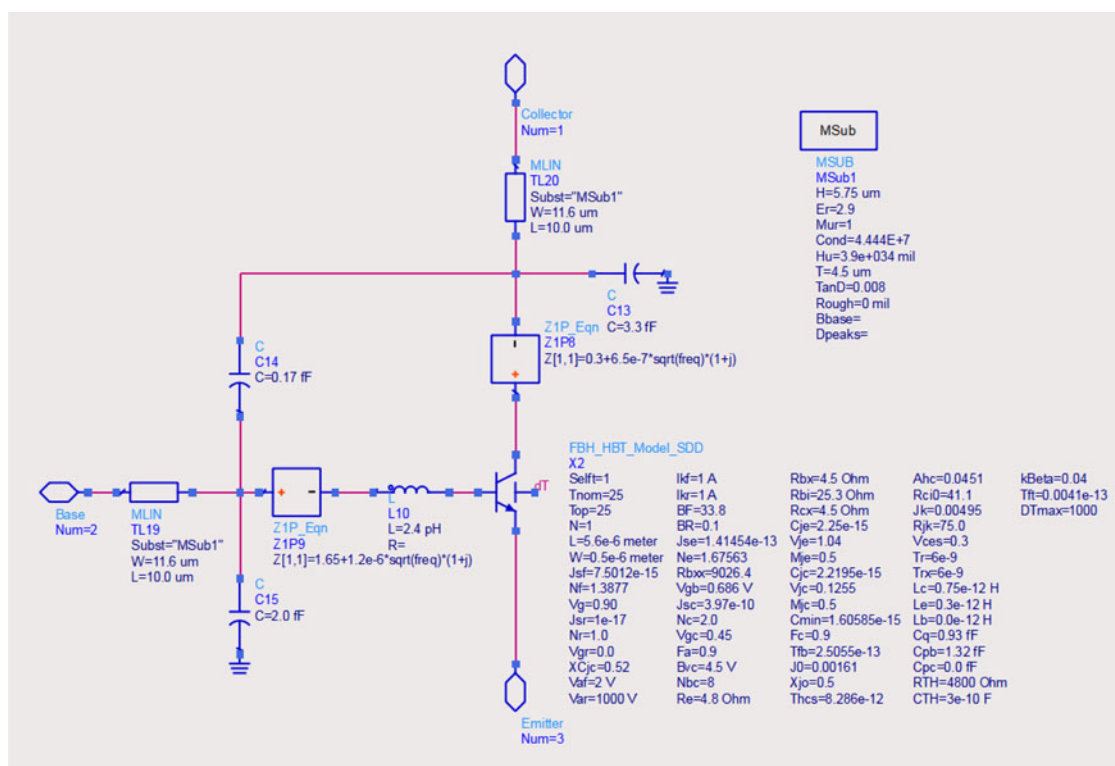 Collector
Num=1
MLIN
TL20
Subst="MSub1"
W=11.6 um
L=10.0 um
MSub
MSUB
MSub1
H=5.75 um
Er=2.9
Mur=1
Cond=4.444E+7
Hu=3.9e+034 mil
T=4.5 um
TanD=0.008
Rough=0 mil
Bbase=
Dpeaks=
C
C13
C=3.3 fF
Z1P_Eqn
Z1P8
Z[1,1]=0.3+6.5e-7*sqrt(freq)*(1+j)
C
C14
C=0.17 fF
Base
Num=2
MLIN
TL19
Subst="MSub1"
W=11.6 um
L=10.0 um
Z1P_Eqn
Z1P9
Z[1,1]=1.65+1.2e-6*sqrt(freq)*(1+j)
L
L10
L=2.4 pH
R=
C
C15
C=2.0 fF
dT
Emitter
Num=3
FBH_HBT_Model_SDD
X2
Selft=1
Tnom=25
Top=25
N=1
L=5.6e-6 meter
W=0.5e-6 meter
Jsf=7.5012e-15
Nf=1.3877
Vg=0.90
Jsr=1e-17
Nr=1.0
Vgr=0.0
XCjc=0.52
Vaf=2 V
Var=1000 V
Ikf=1 A
Ikr=1 A
BF=33.8
BR=0.1
Jse=1.41454e-13
Ne=1.67563
Rbxx=9026.4
Vgb=0.686 V
Jsc=3.97e-10
Nc=2.0
Vgc=0.45
Fa=0.9
Bvc=4.5 V
Nbc=8
Re=4.8 Ohm
Rbx=4.5 Ohm
Rbi=25.3 Ohm
Rcx=4.5 Ohm
Cje=2.25e-15
Vje=1.04
Mje=0.5
Cjc=2.2195e-15
Vjc=0.1255
Mjc=0.5
Cmin=1.60585e-15
Fc=0.9
Tfb=2.5055e-13
J0=0.00161
Xjo=0.5
Thcs=8.286e-12
Ahc=0.0451
Rci0=41.1
Jk=0.00495
Rjk=75.0
Vces=0.3
Tr=6e-9
Trx=6e-9
Lc=0.75e-12 H
Le=0.3e-12 H
Lb=0.0e-12 H
Cq=0.93 fF
Cpb=1.32 fF
Cpc=0.0 fF
RTH=4800 Ohm
CTH=3e-10 F
kBeta=0.04
Tft=0.0041e-13
DTmax=1000